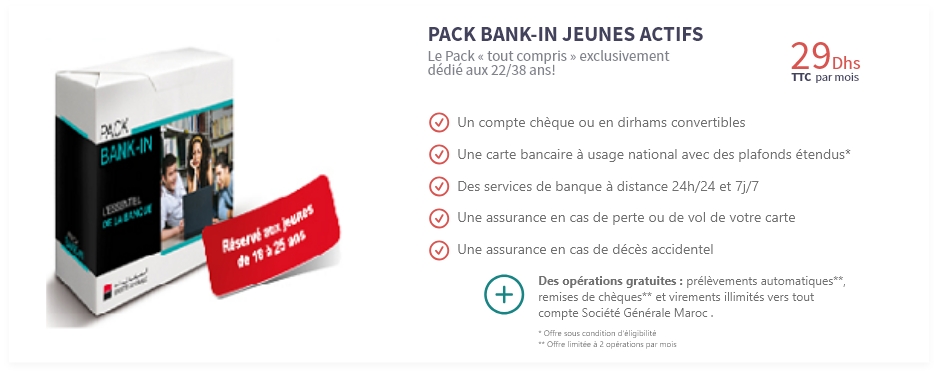 PACK BANK-IN JEUNES ACTIFS
Le Pack « tout compris » exclusivement
dédié aux 22/38 ans!
29Dhs
TTC par mois
Un compte chèque ou en dirhams convertibles
Une carte bancaire à usage national avec des plafonds étendus*
Des services de banque à distance 24h/24 et 7j/7
Une assurance en cas de perte ou de vol de votre carte
Une assurance en cas de décès accidentel
Des opérations gratuites : prélèvements automatiques**,
remises de chèques** et virements illimités vers tout
compte Société Générale Maroc .
* Offre sous condition d'éligibilité
** Offre limitée à 2 opérations par mois
PACK
BANK-IN
L'ESSENTIEL
DE LA BANQUE
PACK
BANK-IN
Réservé aux jeunes
de 18 à 25 ans